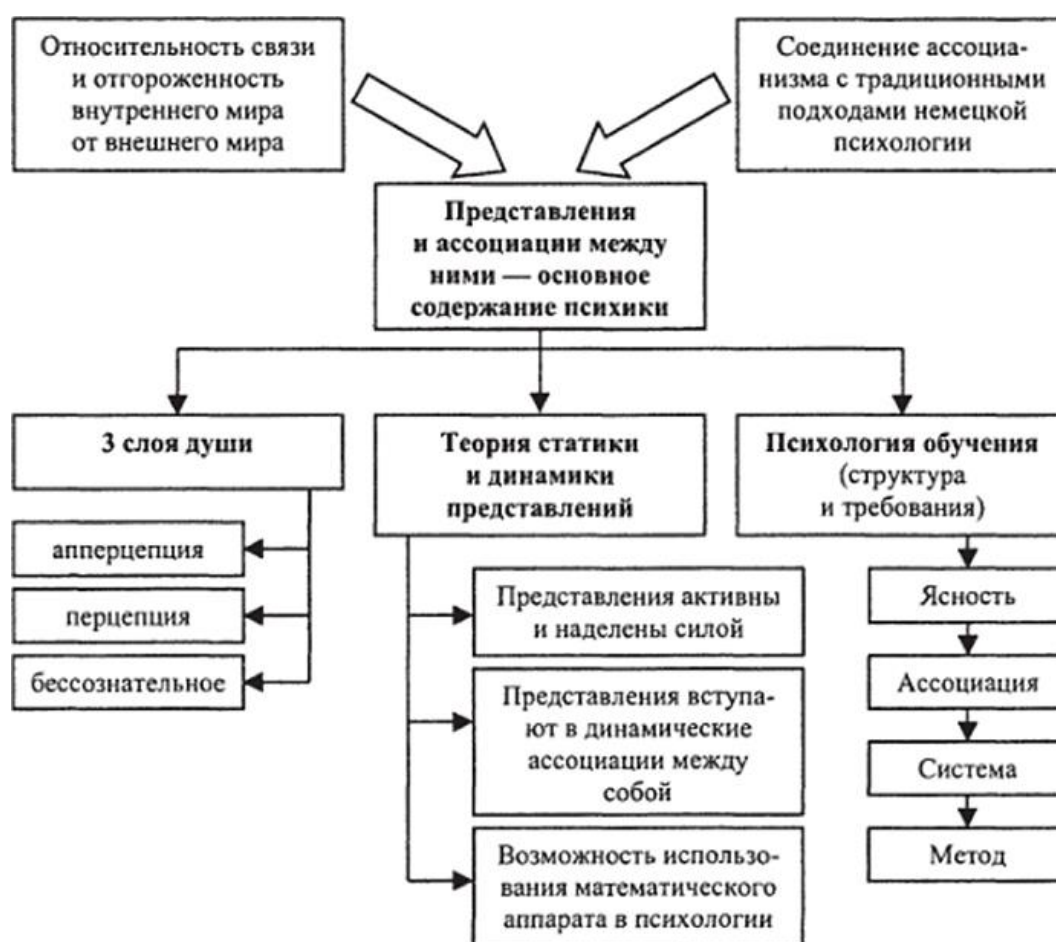 Относительность связи
и отгороженность
внутреннего мира
от внешнего мира
Соединение ассоциа-
низма с традиционными
подходами немецкой
психологии
Представления
и ассоциации между
ними — основное
содержание психики
3 слоя души
апперцепция
перцепция
бессознательное
Теория статики
и динамики
представлений
Представления активны
и наделены силой
Представления вступа-
ют в динамические
ассоциации между
собой
Возможность использо-
вания математического
аппарата в психологии
Психология обучения
(структура
и требования)
Ясность
Ассоциация
Система
Метод